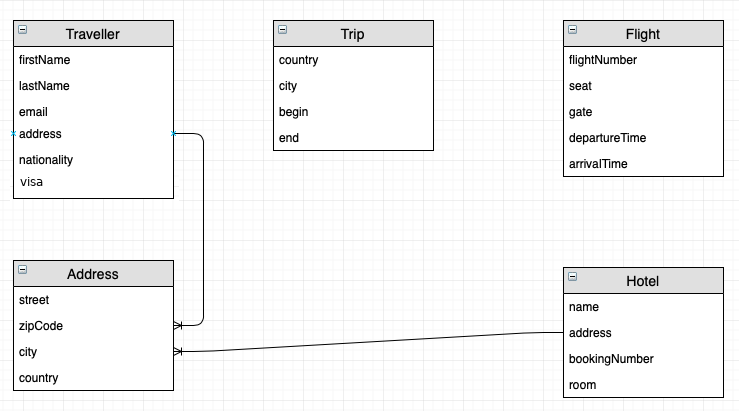 Traveller
firstName
lastName
email
address
nationality
visa
Trip
country
city
begin
end
Flight
flightNumber
seat
gate
departureTime
arrivalTime
Address
street
zipCode
city
country
Hotel
name
address
bookingNumber
room